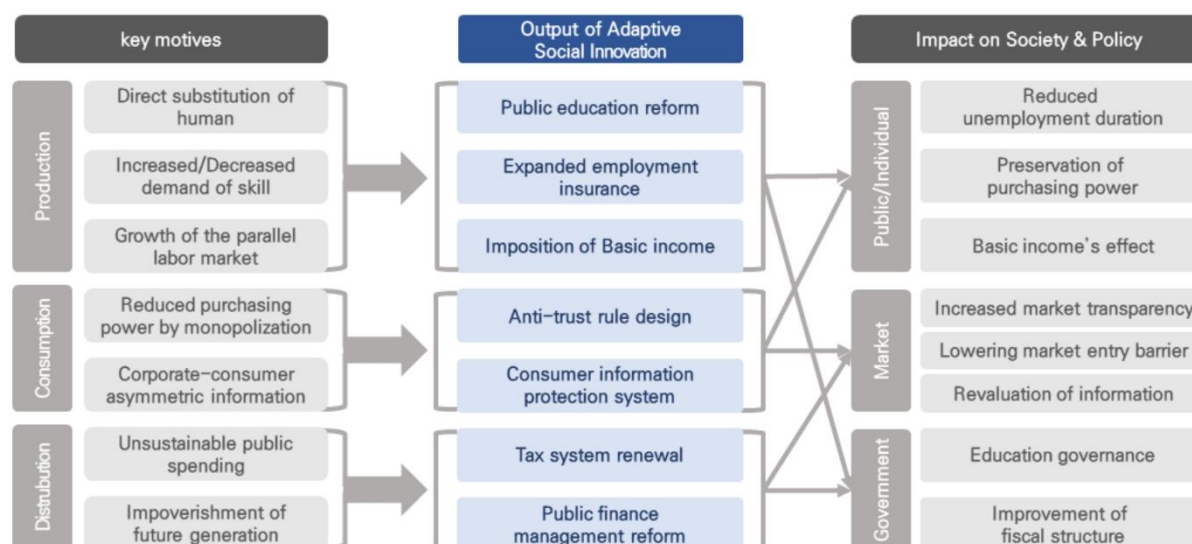 key motives
Output of Adaptive
Social Innovation
Impact on Society & Policy
Production
Direct substitution of
human
Increased/Decreased
demand of skill
Growth of the parallel
labor market
Public education reform
Expanded employment
insurance
Imposition of Basic income
Public/Individual
Reduced
unemployment duration
Preservation of
purchasing power
Basic income's effect
Consumption
Reduced purchasing
power by monopolization
Corporate-consumer
asymmetric information
Anti-trust rule design
Consumer information
protection system
Market
Increased market transparency
Lowering market entry barrier
Revaluation of information
Distrubution
Unsustainable public
spending
Impoverishment of
future generation
Tax system renewal
Public finance
management reform
Government
Education governance
Improvement of
fiscal structure